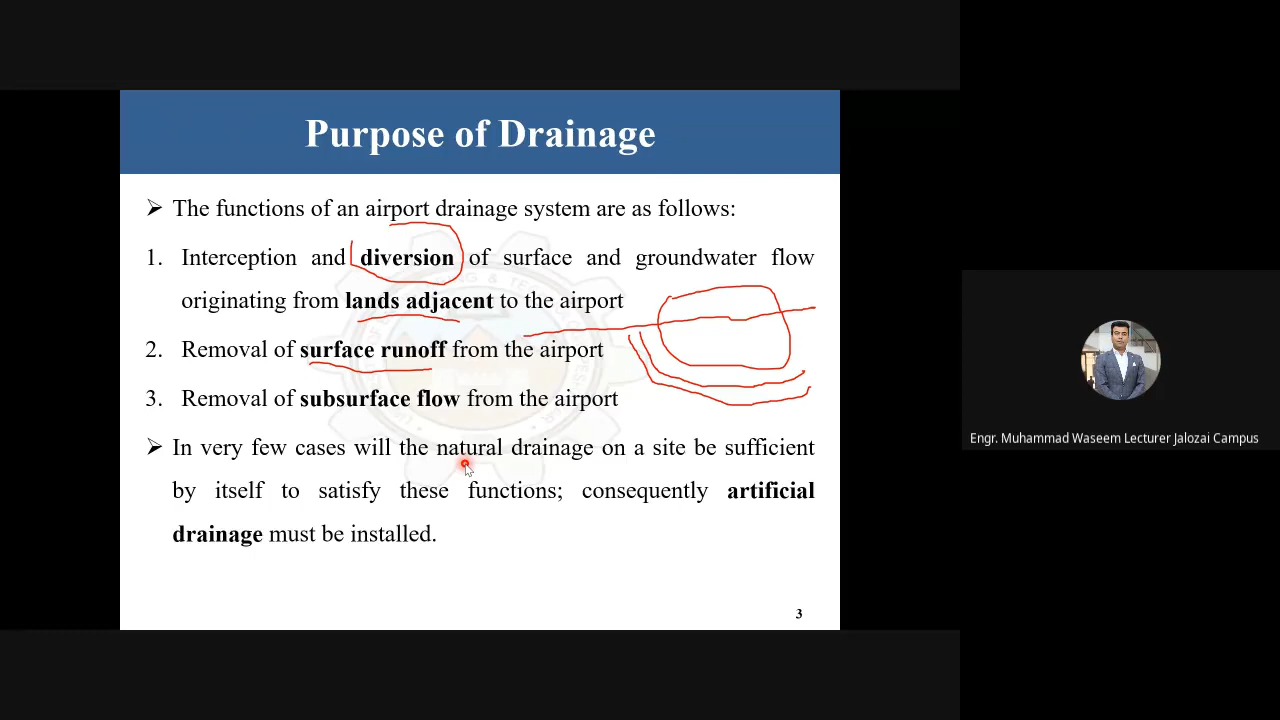 Purpose of Drainage
➢ The functions of an airport drainage system are as follows:
1. Interception and diversion of surface and groundwater flow
originating from lands adjacent to the airport
2. Removal of surface runoff from the airport
3. Removal of subsurface flow from the airport
➢ In very few cases will the natural drainage on a site be sufficient
by itself to satisfy these functions; consequently artificial
drainage must be installed.
3
Engr. Muhammad Waseem Lecturer Jalozai Campus